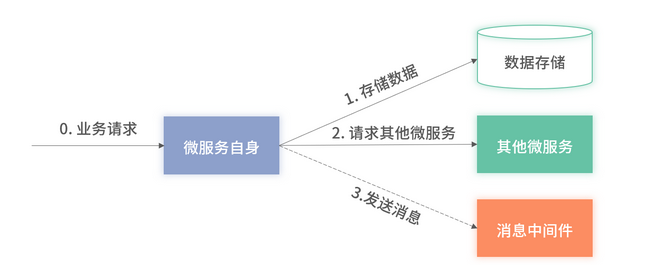 0. 业务请求
微服务自身
1. 存储数据
数据存储
2. 请求其他微服务
其他微服务
3.发送消息
消息中间件